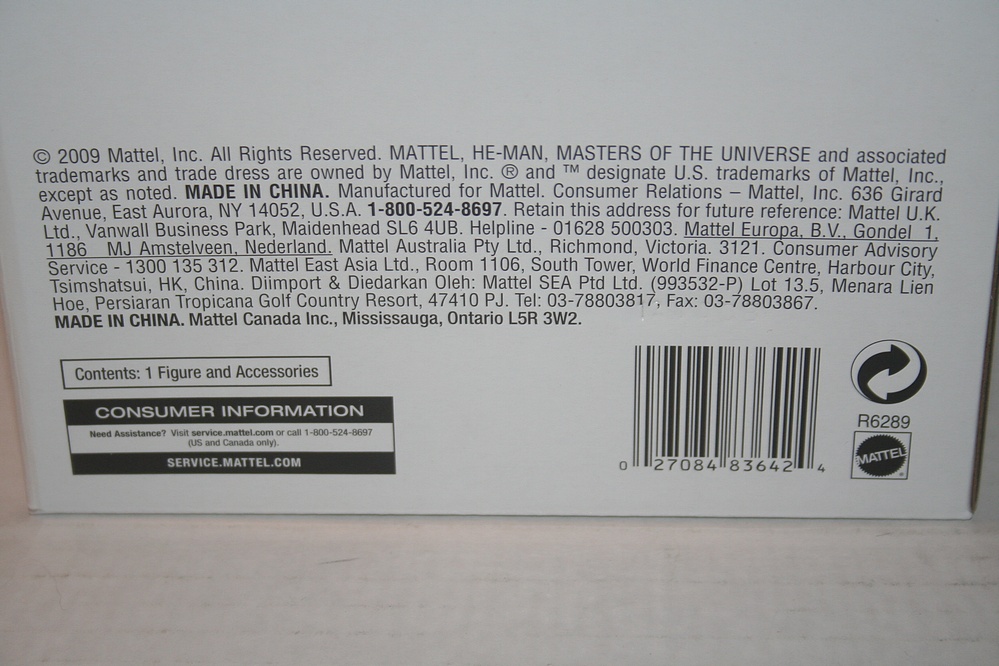 © 2009 Mattel, Inc. All Rights Reserved. MATTEL, HE-MAN, MASTERS OF THE UNIVERSE and associated
trademarks and trade dress are owned by Mattel, Inc. ® and ™ designate U.S. trademarks of Mattel, Inc.,
except as noted. MADE IN CHINA. Manufactured for Mattel. Consumer Relations – Mattel, Inc. 636 Girard
Avenue, East Aurora, NY 14052, U.S.A. 1-800-524-8697. Retain this address for future reference: Mattel U.K.
Ltd., Vanwall Business Park, Maidenhead SL6 4UB. Helpline - 01628 500303. Mattel Europa, B.V., Gondel 1,
1186 MJ Amstelveen, Nederland. Mattel Australia Pty Ltd., Richmond, Victoria. 3121. Consumer Advisory
Service - 1300 135 312. Mattel East Asia Ltd., Room 1106, South Tower, World Finance Centre, Harbour City,
Tsimshatsui, HK, China. Diimport & Diedarkan Oleh: Mattel SEA Ptd Ltd. (993532-P) Lot 13.5, Menara Lien
Hoe, Persiaran Tropicana Golf Country Resort, 47410 PJ. Tel: 03-78803817, Fax: 03-78803867.
MADE IN CHINA. Mattel Canada Inc., Mississauga, Ontario L5R 3W2.
Contents: 1 Figure and Accessories
CONSUMER INFORMATION
Need Assistance? Visit service.mattel.com or call 1-800-524-8697
(US and Canada only).
SERVICE.MATTEL.COM
0 27084 83642 4
R6289
MATTEL
®